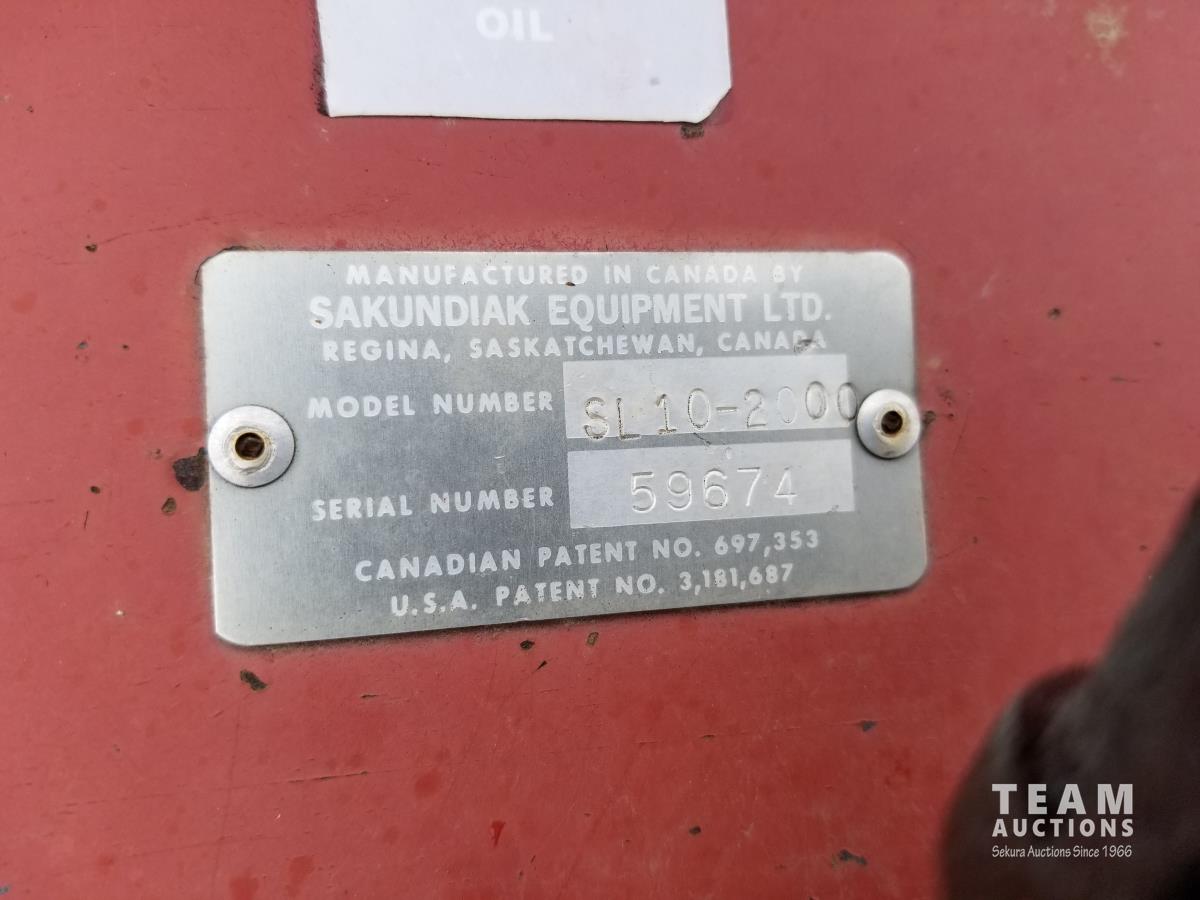 OIL
MANUFACTURED IN CANADA BY
SAKUNDIAK EQUIPMENT LTD.
REGINA, SASKATCHEWAN, CANADA
MODEL NUMBER SL10-2000
SERIAL NUMBER 59674
CANADIAN PATENT NO. 697,353
U.S.A. PATENT NO. 3,181,687
TEAM
AUCTIONS
Sekura Auctions Since 1966